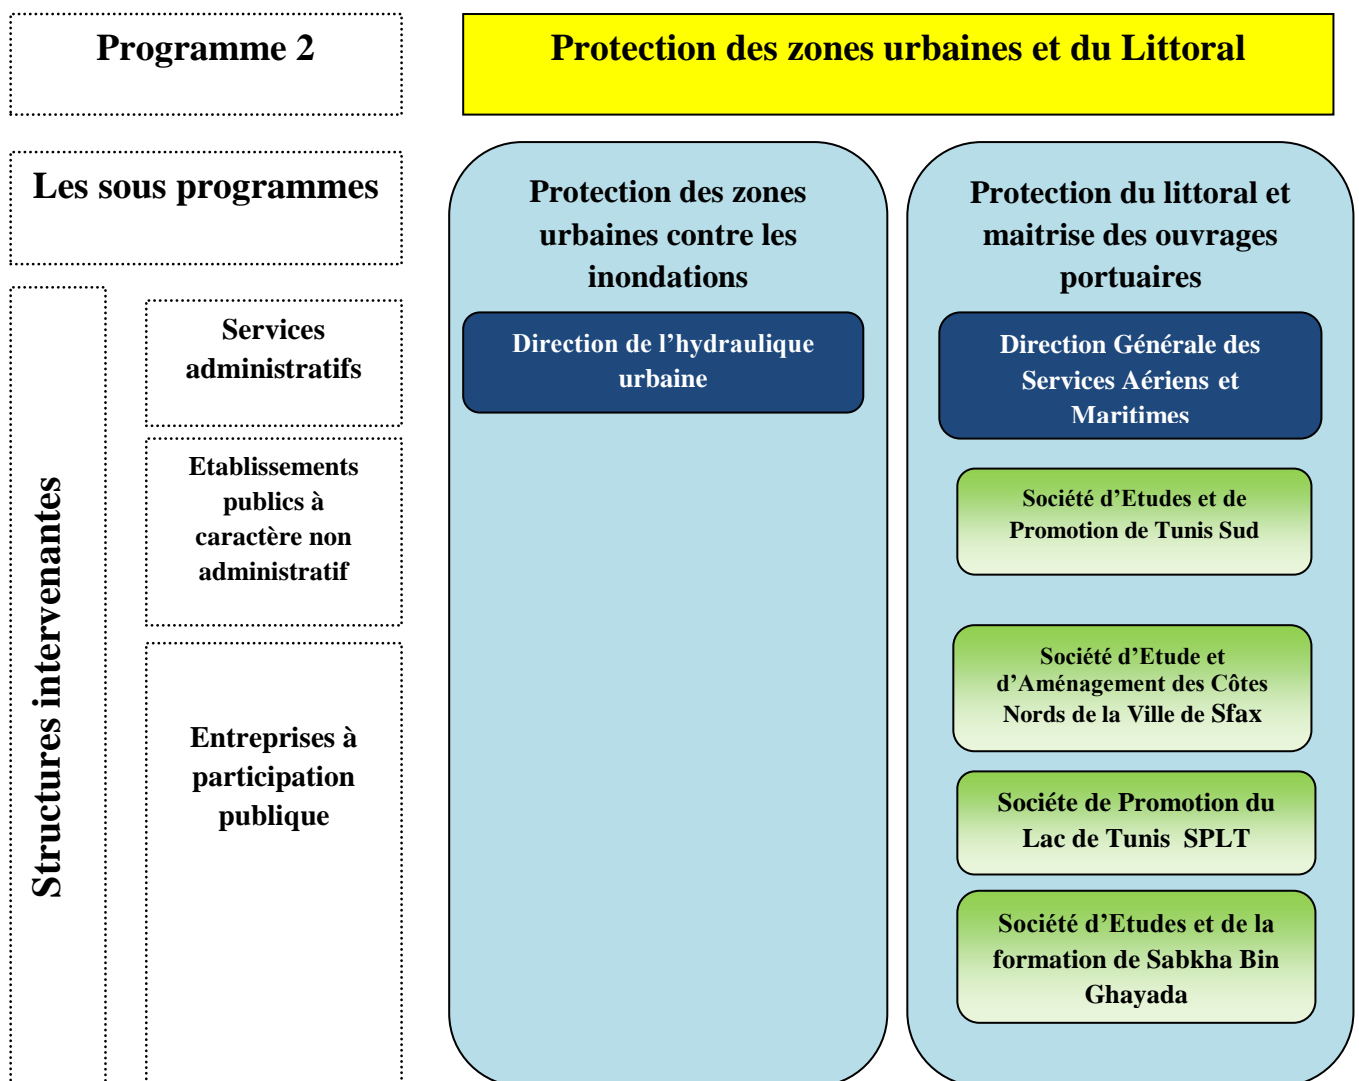 Programme 2
Protection des zones urbaines et du Littoral
Les sous programmes
Protection des zones
urbaines contre les
inondations
Protection du littoral et
maitrise des ouvrages
portuaires
Structures intervenantes
Services
administratifs
Direction de l’hydraulique
urbaine
Direction Générale des
Services Aériens et
Maritimes
Etablissements
publics à
caractère non
administratif
Société d’Etudes et de
Promotion de Tunis Sud
Entreprises à
participation
publique
Société d’Etude et
d’Aménagement des Côtes
Nords de la Ville de Sfax
Sociéte de Promotion du
Lac de Tunis SPLT
Société d’Etudes et de la
formation de Sabkha Bin
Ghayada